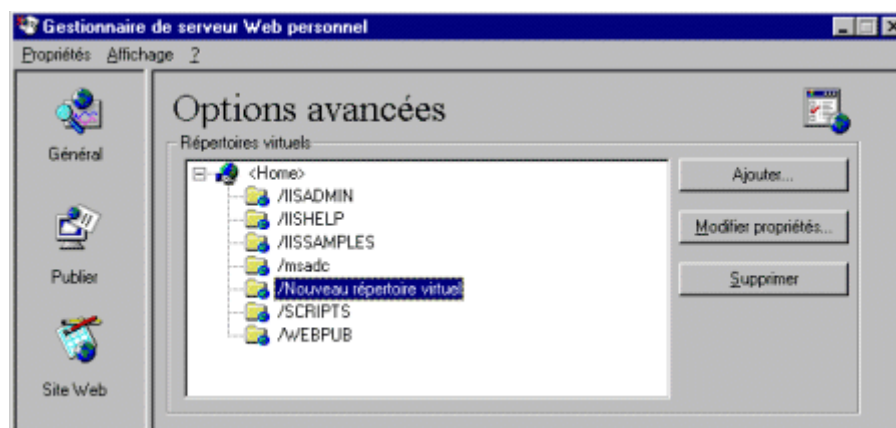 Gestionnaire de serveur Web personnel
Propriétés Affichage ?
Général
Publier
Site Web
Options avancées
Répertoires virtuels
<Home>
/IISADMIN
/IISHELP
/IISSAMPLES
/msadc
/Nouveau répertoire virtuel
/SCRIPTS
/WEBPUB
Ajouter...
Modifier propriétés...
Supprimer